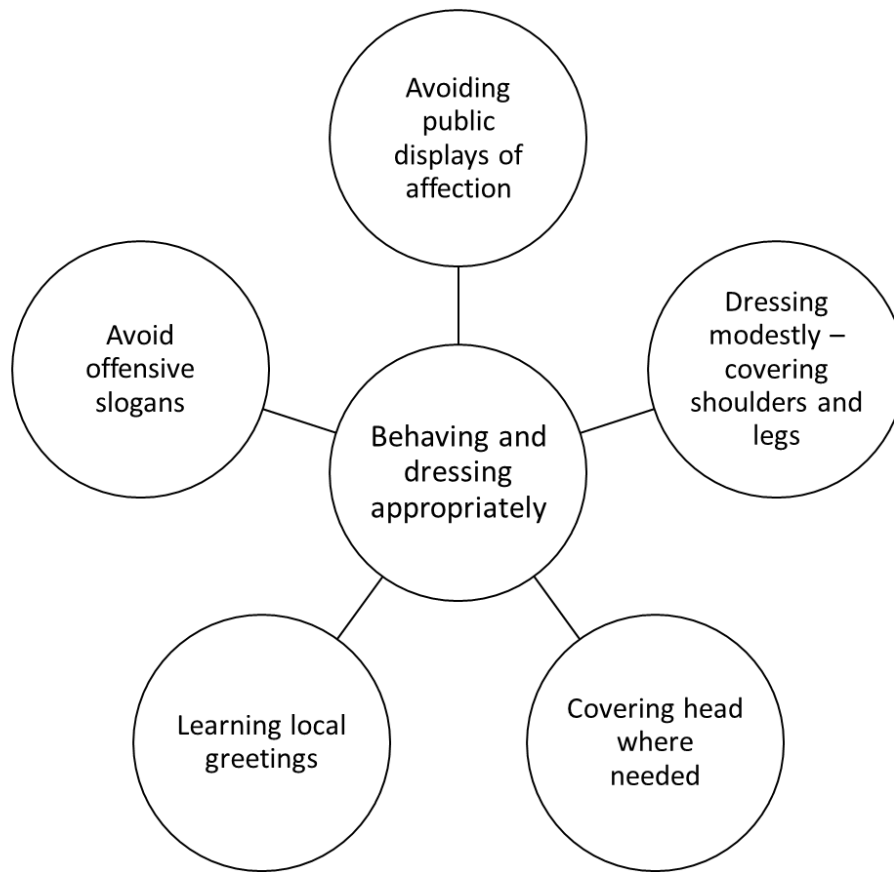 Avoiding
public
displays of
affection
Avoid
offensive
slogans
Dressing
modestly –
covering
shoulders and
legs
Behaving and
dressing
appropriately
Learning local
greetings
Covering head
where
needed